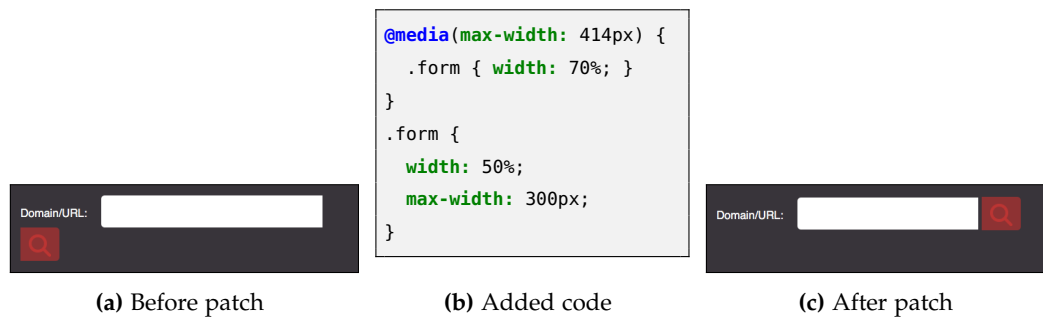 Domain/URL:
(a) Before patch
@media(max-width: 414px) {
.form { width: 70%; }
}
.form {
width: 50%;
max-width: 300px;
}
(b) Added code
Domain/URL:
(c) After patch